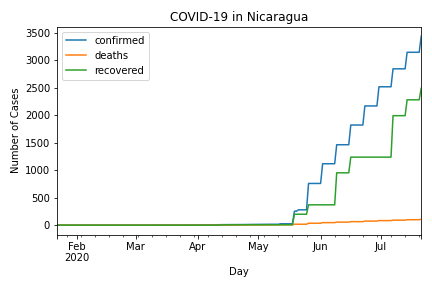 COVID-19 in Nicaragua
confirmed
deaths
recovered
3500
3000
2500
2000
1500
1000
500
0
Number of Cases
Feb
2020
Mar
Apr
May
Jun
Jul
Day